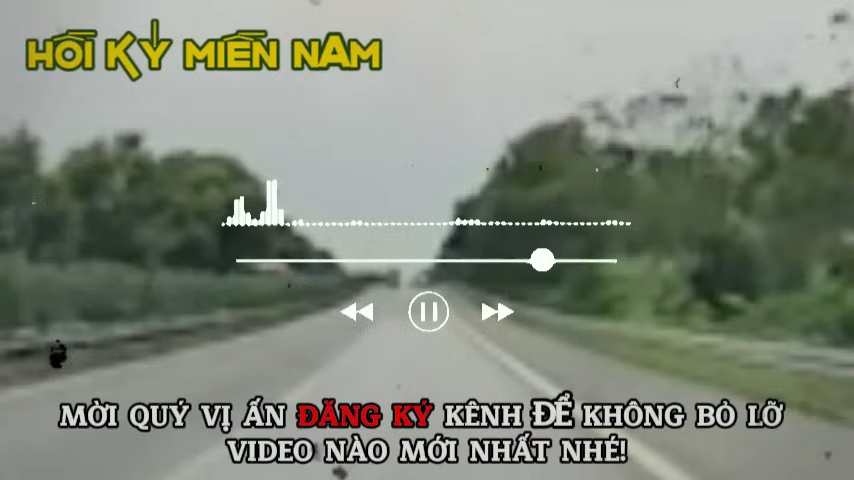 HỒI KÝ MIỀN NAM
MỜI QUÝ VỊ ẤN ĐĂNG KÝ KÊNH ĐỂ KHÔNG BỎ LỠ
VIDEO NÀO MỚI NHẤT NHÉ!